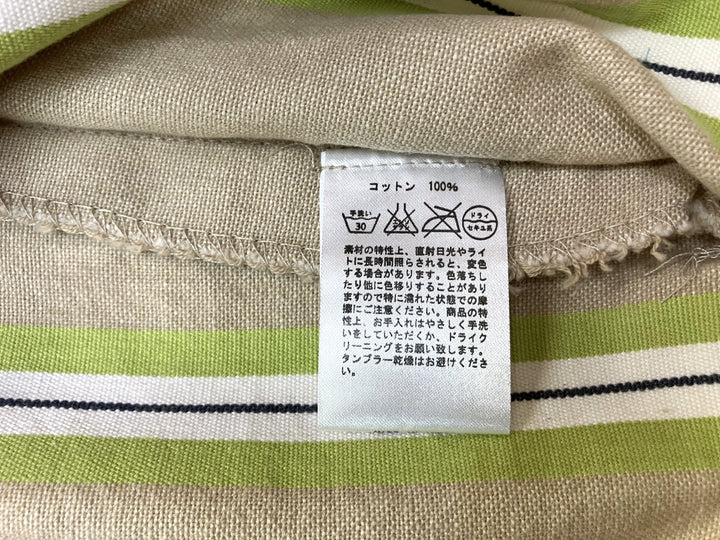 コットン 100%
手洗い
30
エンソ
サラシ
ドライ
セキユ系
素材の特性上、直射日光やライ
トに長時間照らされると、変色
する場合があります。色落ちし
たり他に色移りすることがあり
ますので特に濡れた状態での摩
擦にご注意ください。商品の特
性上、お手入れはやさしく手洗
いをしていただくか、ドライク
リーニングをお願い致します。
タンブラー乾燥はお避けくださ
い。